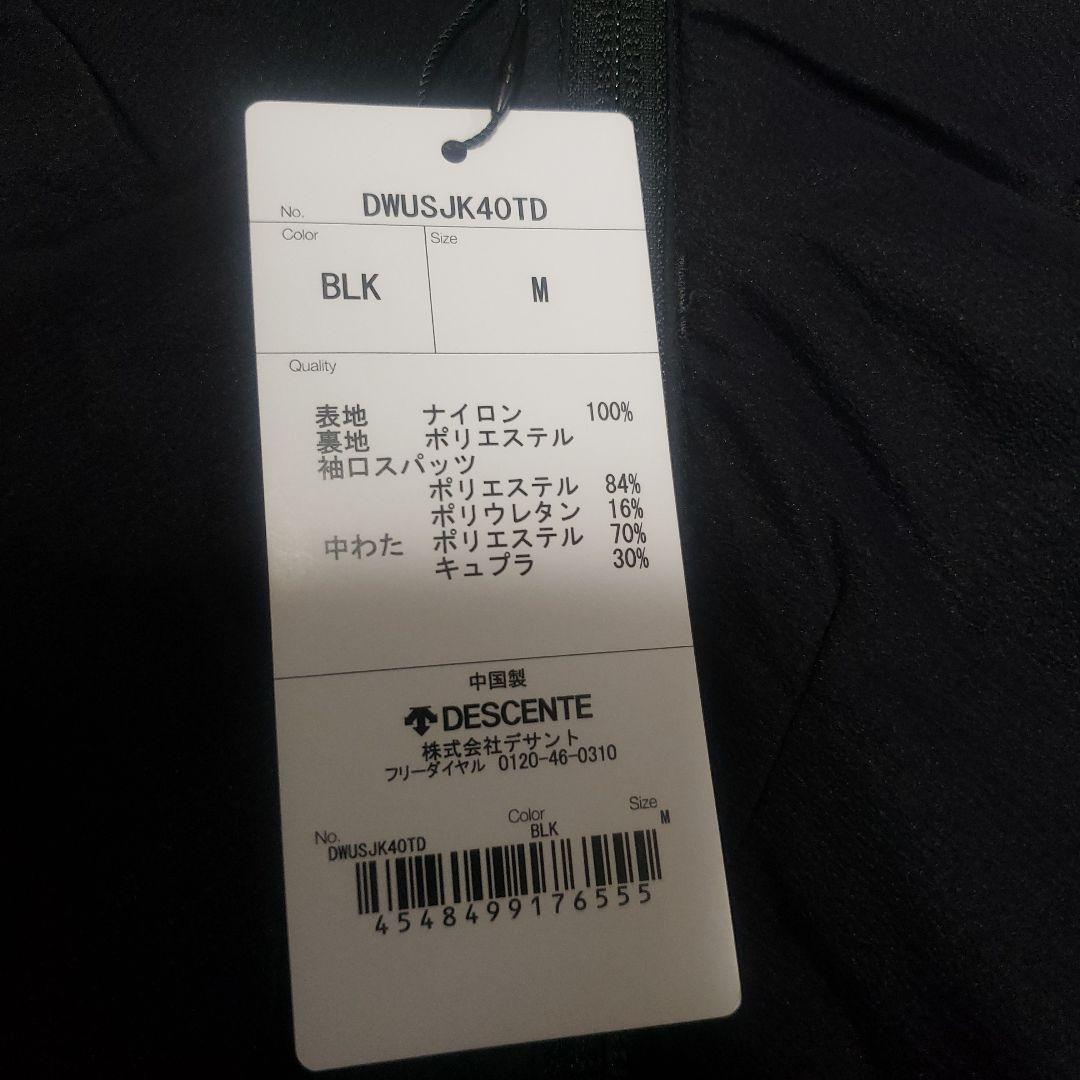 No. DWUSJK40TD
Color Size
BLK M
Quality
表地 ナイロン 100%
裏地 ポリエステル
袖口スパッツ
ポリエステル 84%
ポリウレタン 16%
中わた ポリエステル 70%
キュプラ 30%
中国製
DESCENTE
株式会社デサント
フリーダイヤル 0120-46-0310
No. Color Size
DWUSJK40TD BLK M
4548499176555